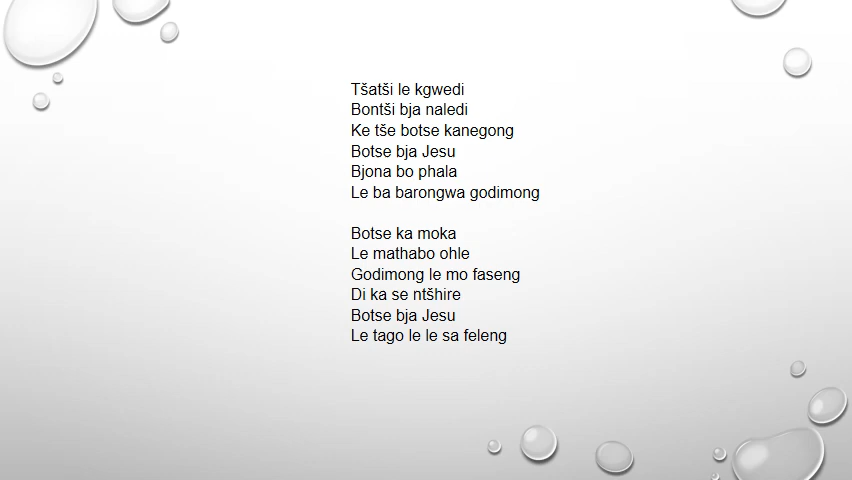 Tšatši le kgwedi
Bontši bja naledi
Ke tše botse kanegong
Botse bja Jesu
Bjona bo phala
Le ba barongwa godimong

Botse ka moka
Le mathabo ohle
Godimong le mo faseng
Di ka se ntšhire
Botse bja Jesu
Le tago le le sa feleng